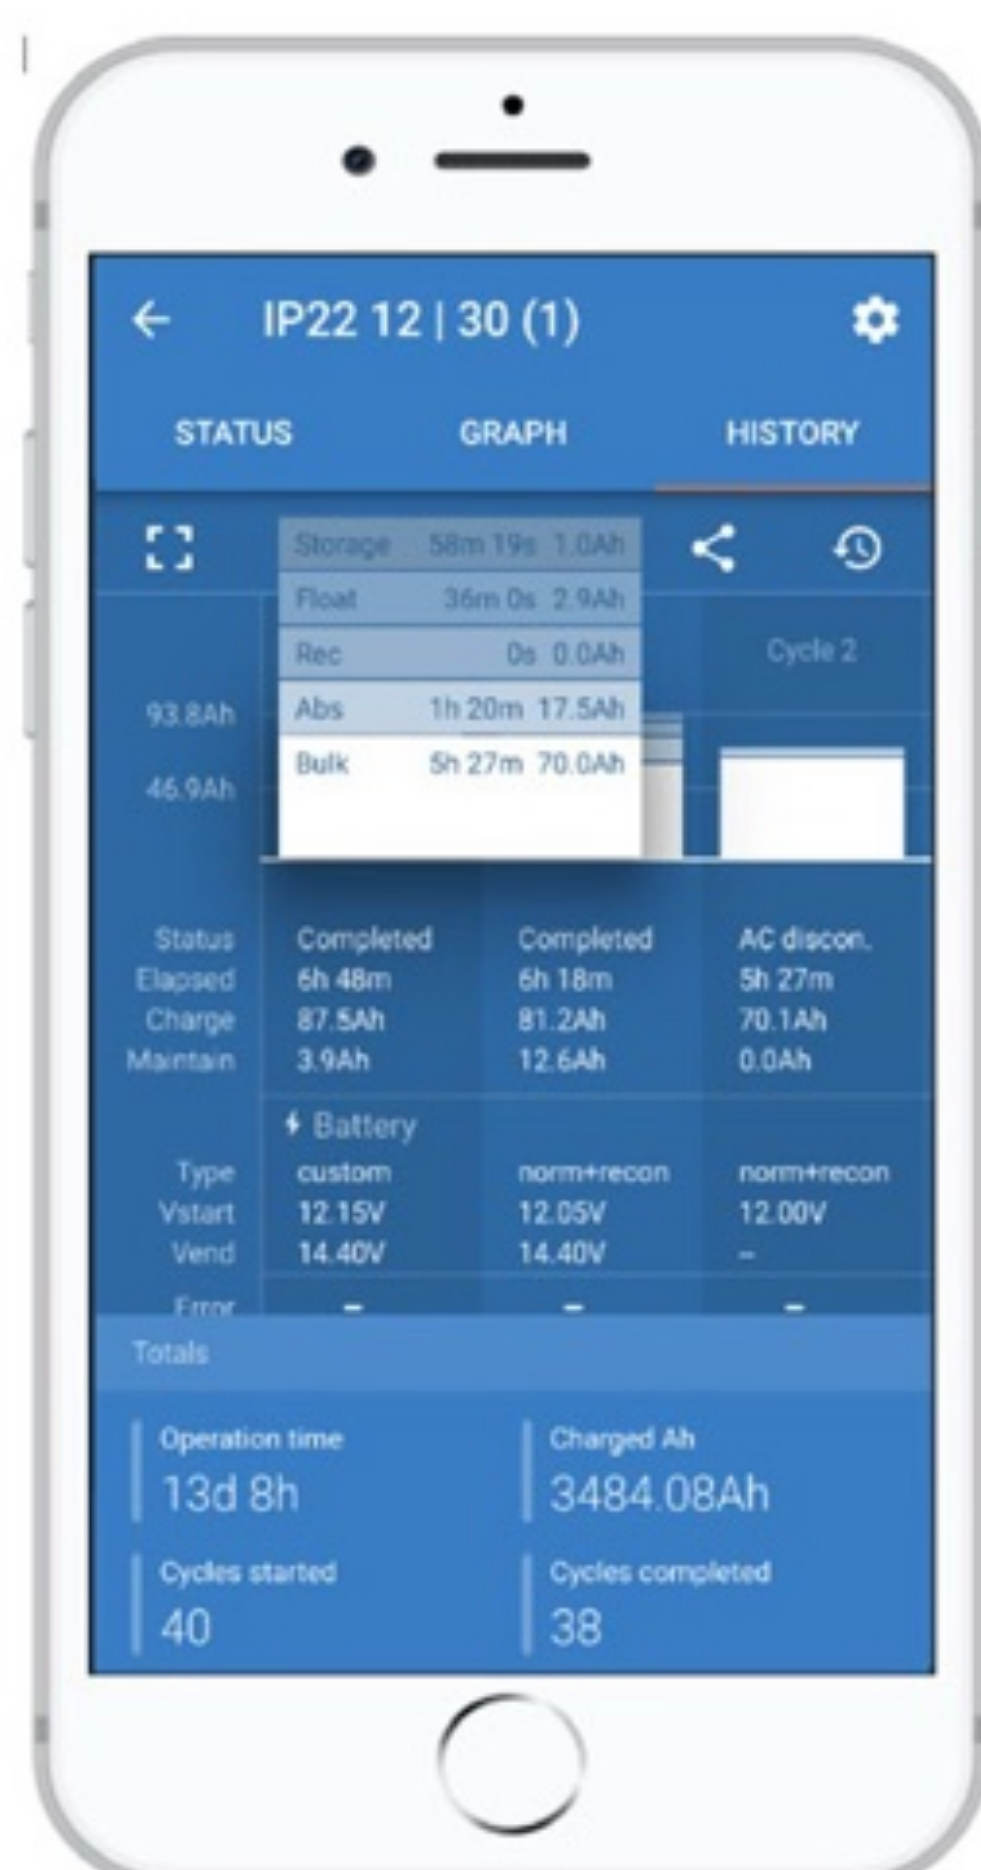 IP22 12 | 30 (1)
STATUS GRAPH HISTORY
Storage 58m 19s 1.0Ah
Float 36m 0s 2.9Ah
Rec 0s 0.0Ah
Cycle 2
Abs 1h 20m 17.5Ah
93.8Ah
Bulk 5h 27m 70.0Ah
46.9Ah
Status Completed Completed AC discon.
Elapsed 6h 48m 6h 18m 5h 27m
Charge 87.5Ah 81.2Ah 70.1Ah
Maintain 3.9Ah 12.6Ah 0.0Ah
Battery
Type custom norm+recon norm+recon
Vstart 12.15V 12.05V 12.00V
Vend 14.40V 14.40V –
Error – – –
Totals
Operation time Charged Ah
13d 8h 3484.08Ah
Cycles started Cycles completed
40 38